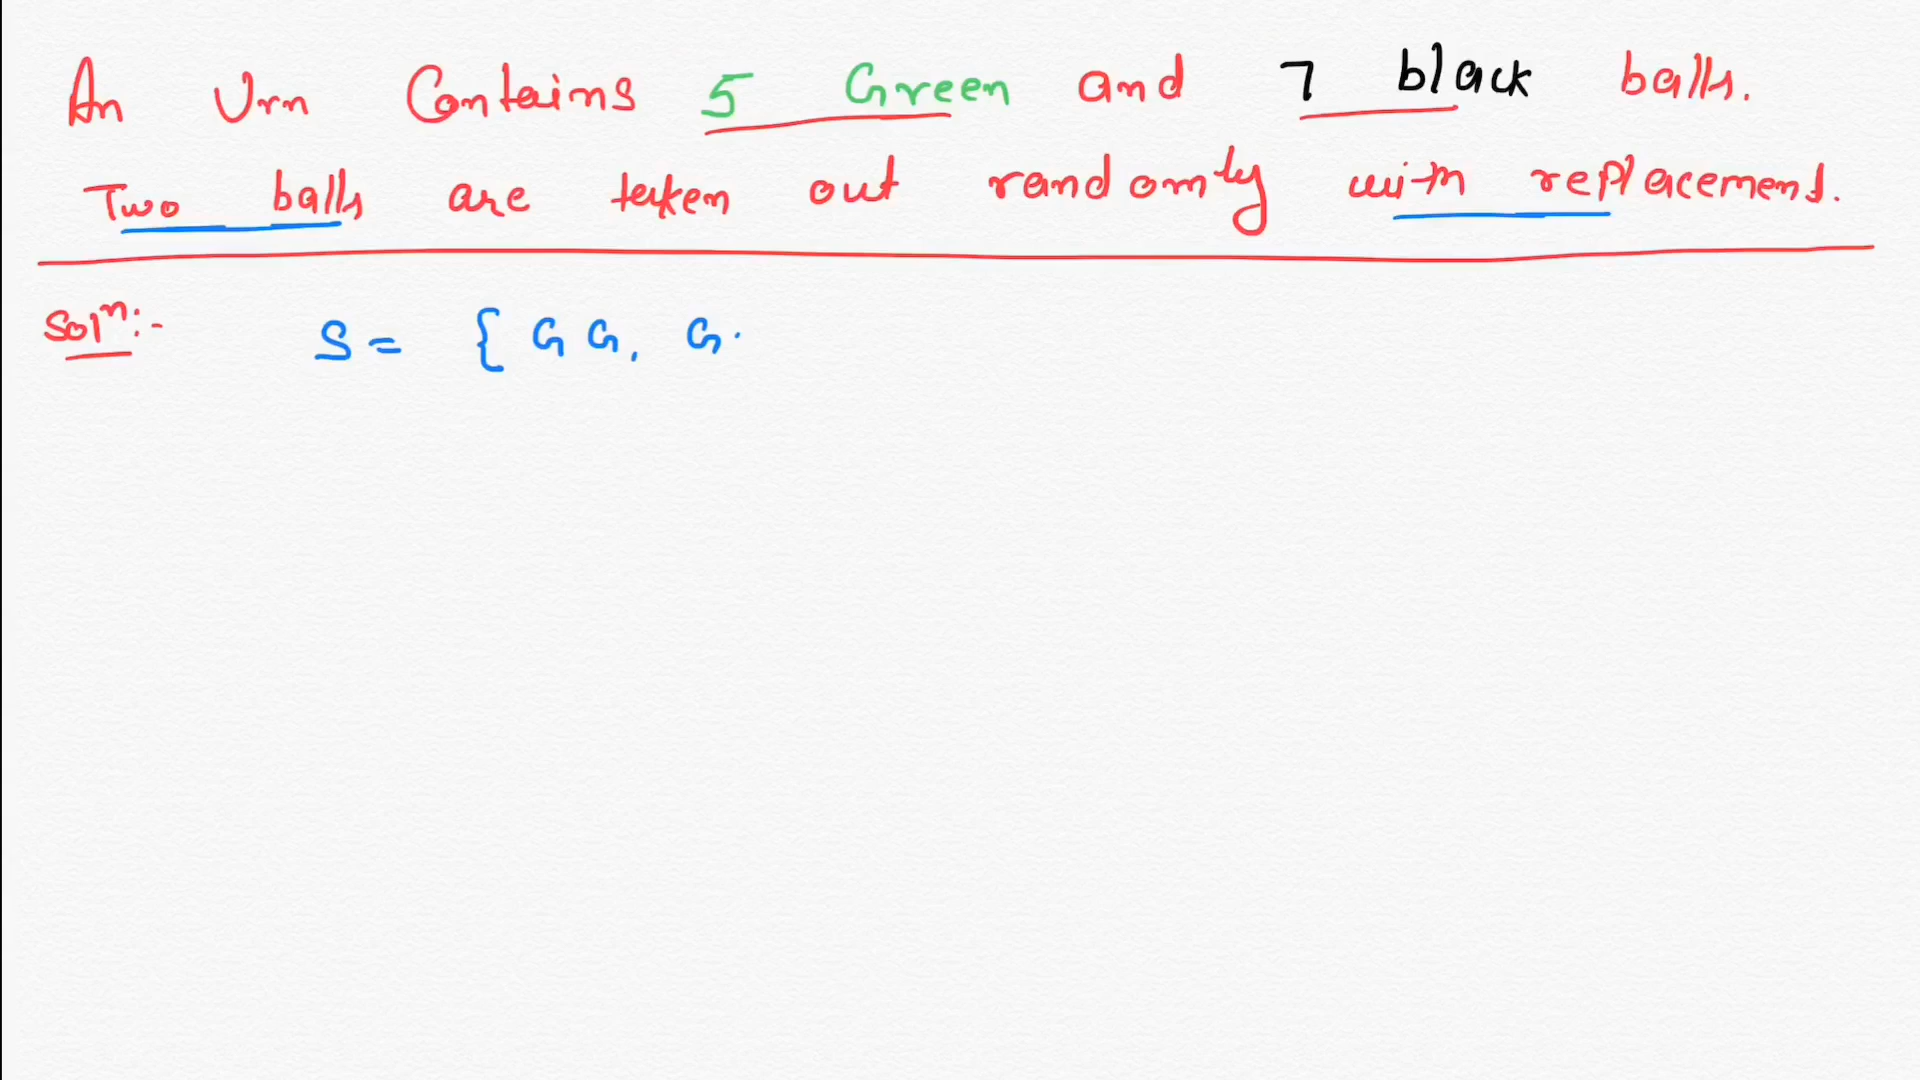 An Urn Contains 5 Green and 7 black balls.
Two balls are taken out randomly with replacement.
Solⁿ:- S = { G G, G